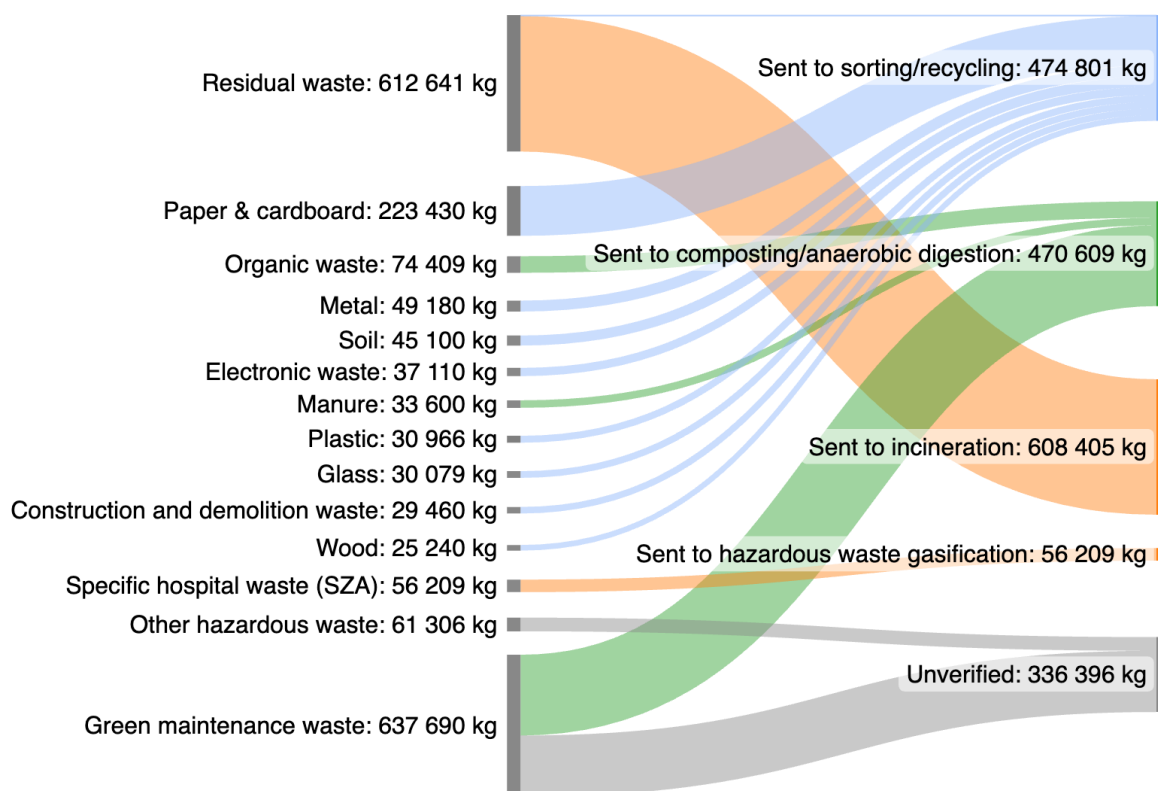 Residual waste: 612 641 kg
Paper & cardboard: 223 430 kg
Organic waste: 74 409 kg
Metal: 49 180 kg
Soil: 45 100 kg
Electronic waste: 37 110 kg
Manure: 33 600 kg
Plastic: 30 966 kg
Glass: 30 079 kg
Construction and demolition waste: 29 460 kg
Wood: 25 240 kg
Specific hospital waste (SZA): 56 209 kg
Other hazardous waste: 61 306 kg
Green maintenance waste: 637 690 kg
Sent to sorting/recycling: 474 801 kg
Sent to composting/anaerobic digestion: 470 609 kg
Sent to incineration: 608 405 kg
Sent to hazardous waste gasification: 56 209 kg
Unverified: 336 396 kg